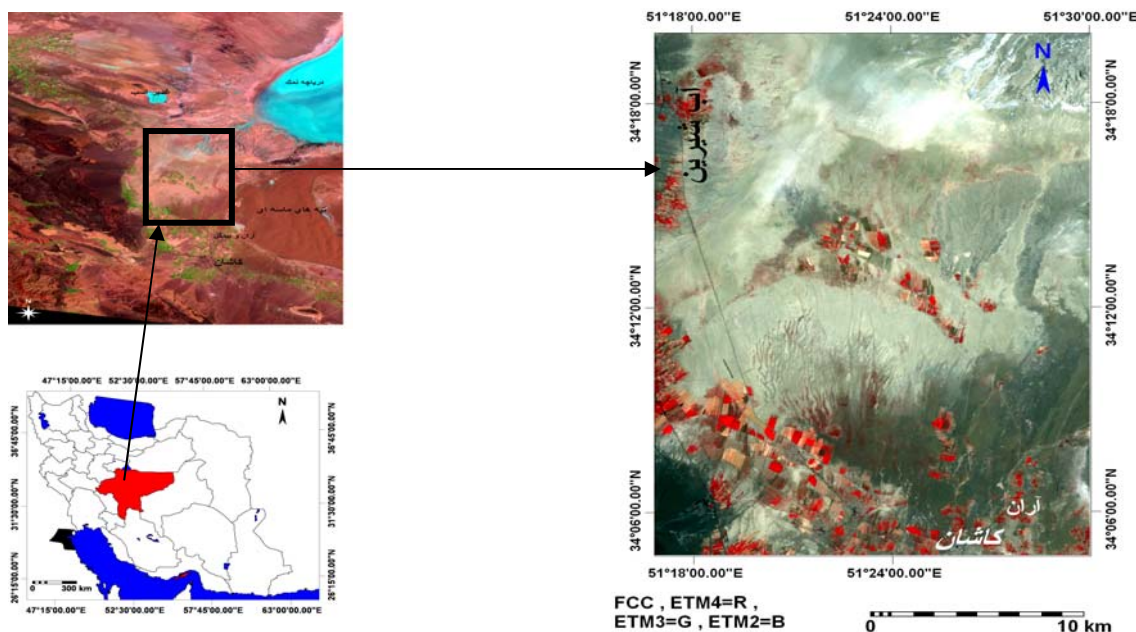 دریاچه نمک
تپه های ماسه ای
آران و بیدگل
کاشان
N
47°15'00.00"E 52°30'00.00"E 57°45'00.00"E 63°00'00.00"E
N
36°45'00.00"N
36°45'00.00"N
31°30'00.00"N
31°30'00.00"N
26°15'00.00"N
26°15'00.00"N
0 300 km
47°15'00.00"E 52°30'00.00"E 57°45'00.00"E 63°00'00.00"E
51°18'00.00"E 51°24'00.00"E 51°30'00.00"E
N
آب شیرین
34°18'00.00"N
34°18'00.00"N
34°12'00.00"N
34°12'00.00"N
34°06'00.00"N
34°06'00.00"N
آران
کاشان
51°18'00.00"E 51°24'00.00"E
FCC , ETM4=R ,
ETM3=G , ETM2=B
0 10 km